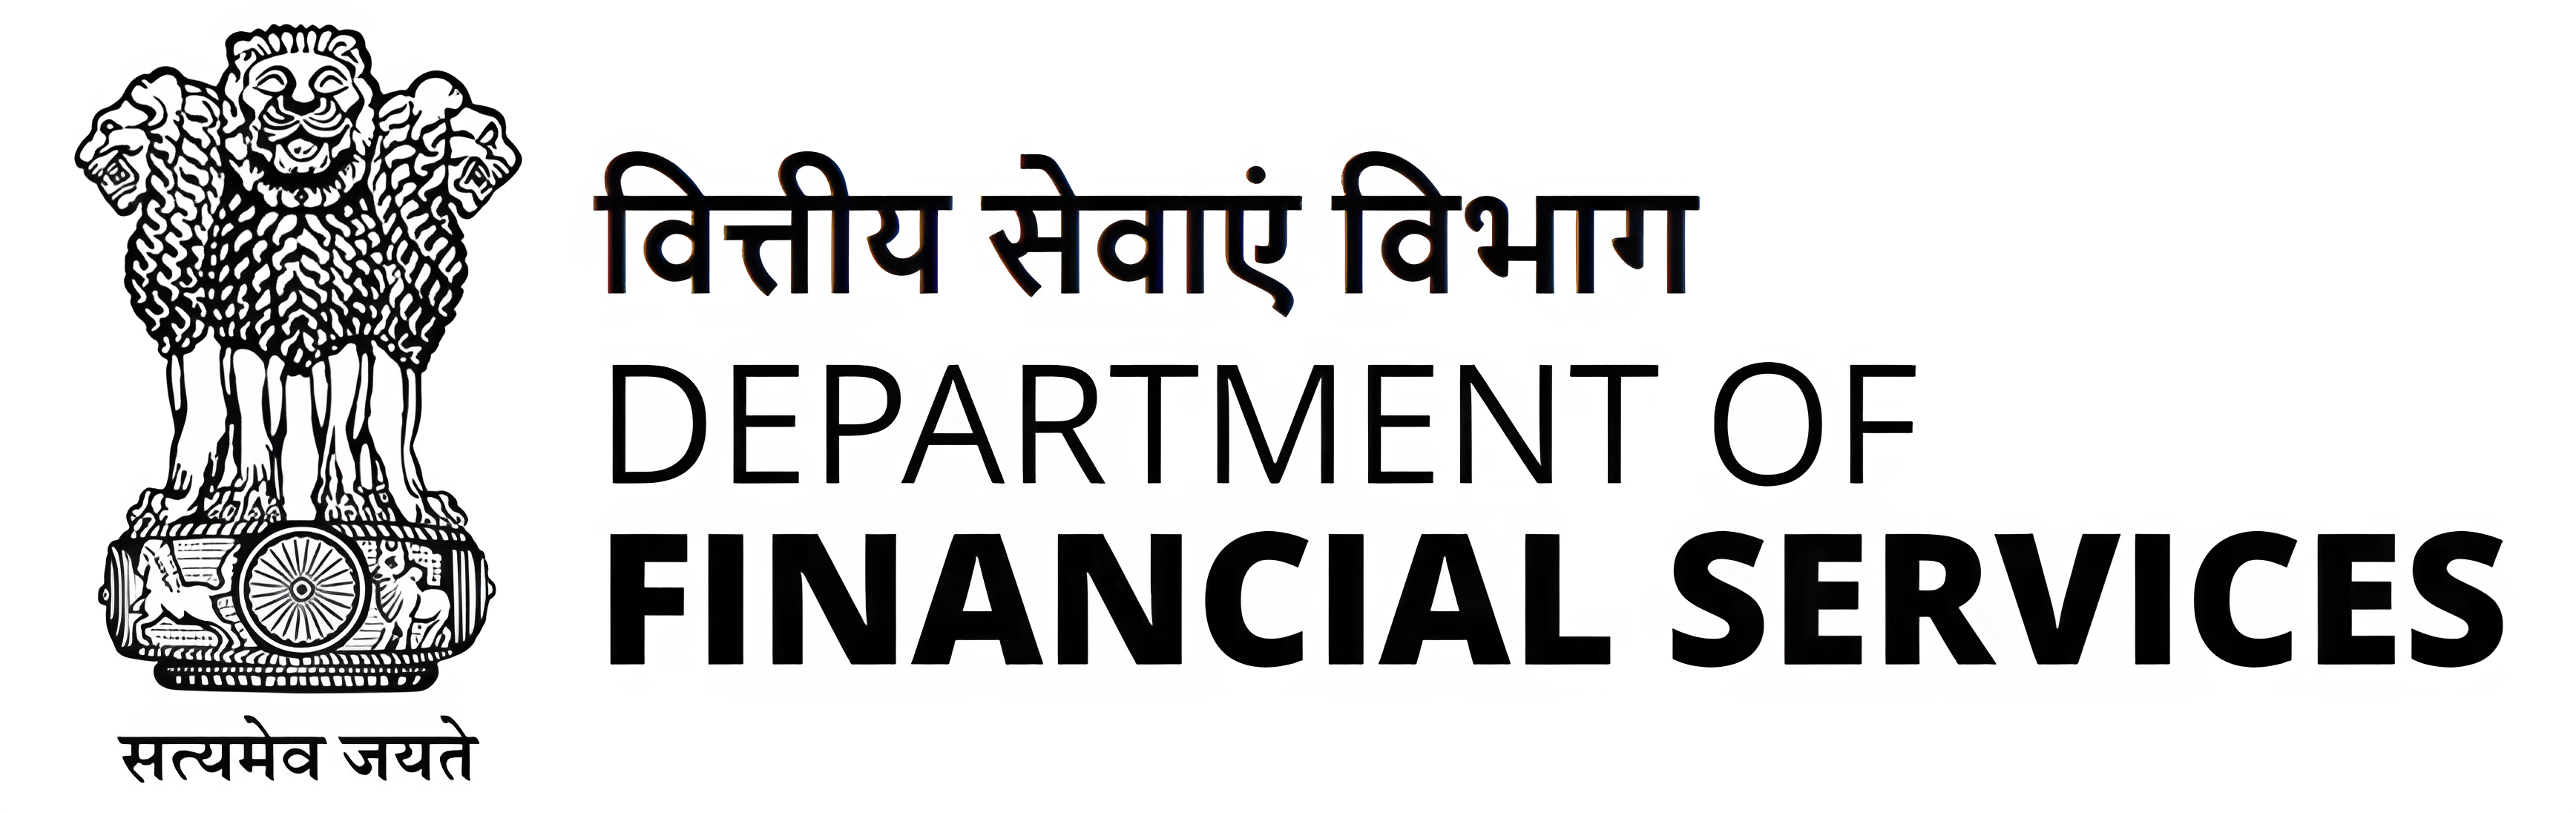 वित्तीय सेवाएं विभाग
DEPARTMENT OF
FINANCIAL SERVICES
सत्यमेव जयते